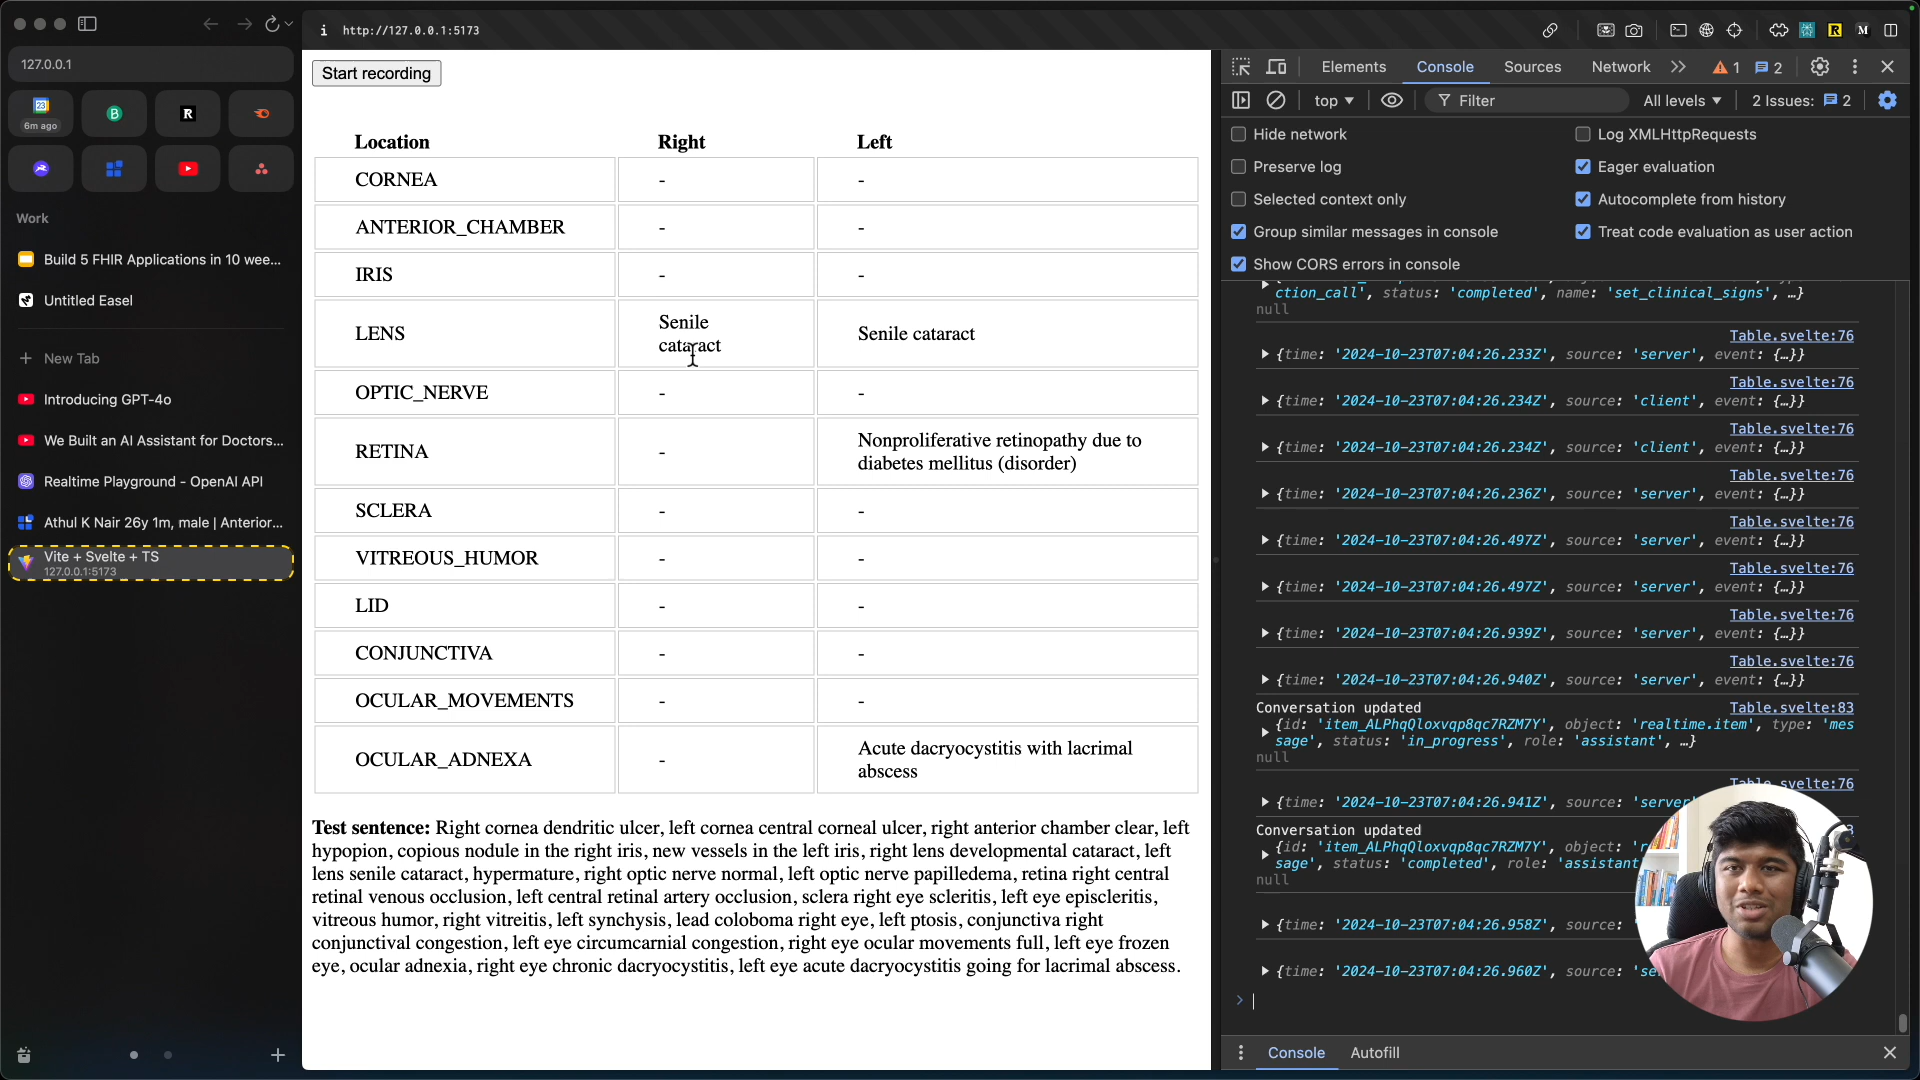 http://127.0.0.1:5173
127.0.0.1
23
6m ago
B
R
Work
Build 5 FHIR Applications in 10 wee...
Untitled Easel
New Tab
Introducing GPT-4o
We Built an AI Assistant for Doctors...
Realtime Playground - OpenAI API
Athul K Nair 26y 1m, male | Anterior...
Vite + Svelte + TS
127.0.0.1:5173
Start recording
Location Right Left
CORNEA - -
ANTERIOR_CHAMBER - -
IRIS - -
LENS Senile cataract Senile cataract
OPTIC_NERVE - -
RETINA - Nonproliferative retinopathy due to
diabetes mellitus (disorder)
SCLERA - -
VITREOUS_HUMOR - -
LID - -
CONJUNCTIVA - -
OCULAR_MOVEMENTS - -
OCULAR_ADNEXA - Acute dacryocystitis with lacrimal
abscess
Test sentence: Right cornea dendritic ulcer, left cornea central corneal ulcer, right anterior chamber clear, left
hypopion, copious nodule in the right iris, new vessels in the left iris, right lens developmental cataract, left
lens senile cataract, hypermature, right optic nerve normal, left optic nerve papilledema, retina right central
retinal venous occlusion, left central retinal artery occlusion, sclera right eye scleritis, left eye episcleritis,
vitreous humor, right vitreitis, left synchysis, lead coloboma right eye, left ptosis, conjunctiva right
conjunctival congestion, left eye circumcarnial congestion, right eye ocular movements full, left eye frozen
eye, ocular adnexia, right eye chronic dacryocystitis, left eye acute dacryocystitis going for lacrimal abscess.
R M
Elements Console Sources Network 1 2
top Filter All levels 2 Issues: 2
Hide network Log XMLHttpRequests
Preserve log Eager evaluation
Selected context only Autocomplete from history
Group similar messages in console Treat code evaluation as user action
Show CORS errors in console
ction_call', status: 'completed', name: 'set_clinical_signs', …}
null
Table.svelte:76
{time: '2024-10-23T07:04:26.233Z', source: 'server', event: {…}}
Table.svelte:76
{time: '2024-10-23T07:04:26.234Z', source: 'client', event: {…}}
Table.svelte:76
{time: '2024-10-23T07:04:26.234Z', source: 'client', event: {…}}
Table.svelte:76
{time: '2024-10-23T07:04:26.236Z', source: 'server', event: {…}}
Table.svelte:76
{time: '2024-10-23T07:04:26.497Z', source: 'server', event: {…}}
Table.svelte:76
{time: '2024-10-23T07:04:26.497Z', source: 'server', event: {…}}
Table.svelte:76
{time: '2024-10-23T07:04:26.939Z', source: 'server', event: {…}}
Table.svelte:76
{time: '2024-10-23T07:04:26.940Z', source: 'server', event: {…}}
Conversation updated Table.svelte:83
{id: 'item_ALPhqQloxvqp8qc7RZM7Y', object: 'realtime.item', type: 'mes
sage', status: 'in_progress', role: 'assistant', …}
null
Table.svelte:76
{time: '2024-10-23T07:04:26.941Z', source: 'server
Conversation updated 3
{id: 'item_ALPhqQloxvqp8qc7RZM7Y', object: 'rea
sage', status: 'completed', role: 'assistant
null
{time: '2024-10-23T07:04:26.958Z', source:
{time: '2024-10-23T07:04:26.960Z', source: 'se
>
Console Autofill